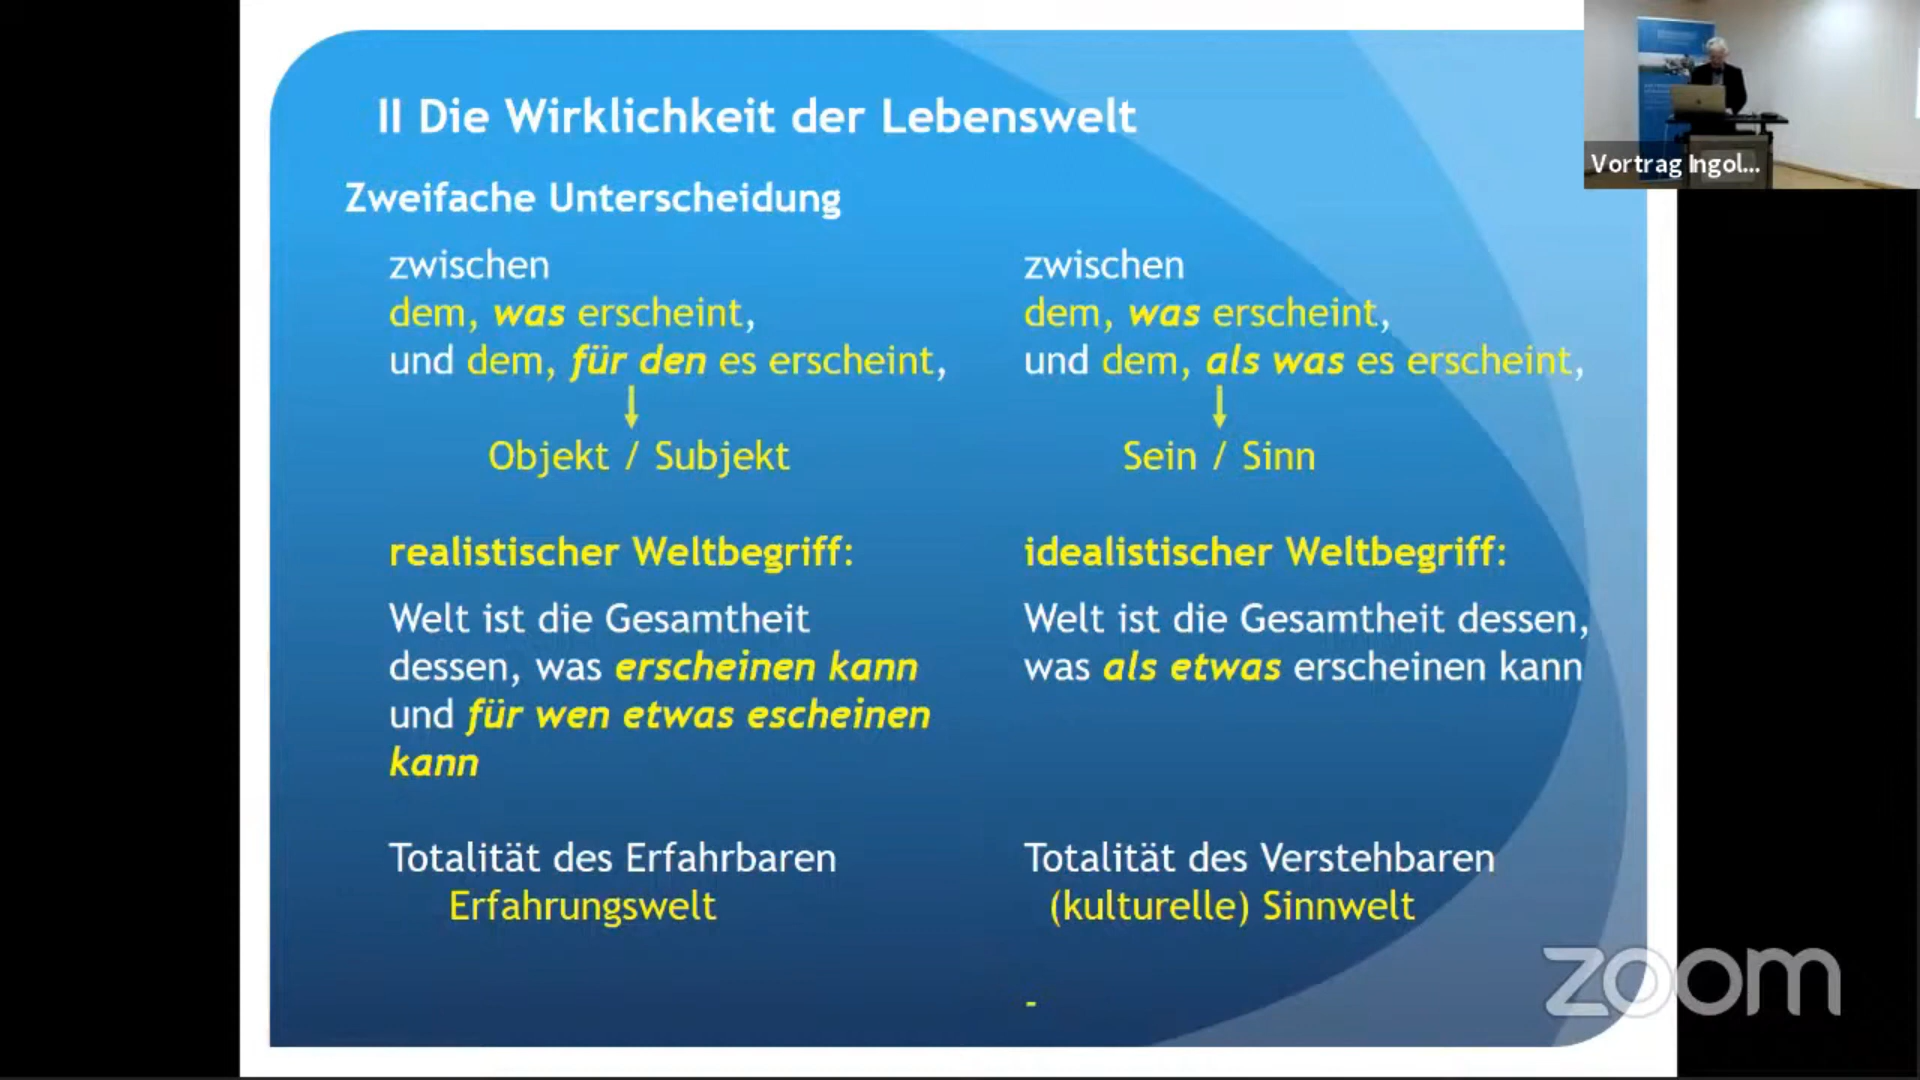 II Die Wirklichkeit der Lebenswelt
Vortrag Ingol...
Zweifache Unterscheidung
zwischen
dem, was erscheint,
und dem, für den es erscheint,
Objekt / Subjekt
realistischer Weltbegriff:
Welt ist die Gesamtheit
dessen, was erscheinen kann
und für wen etwas escheinen
kann
Totalität des Erfahrbaren
Erfahrungswelt
zwischen
dem, was erscheint,
und dem, als was es erscheint,
Sein / Sinn
idealistischer Weltbegriff:
Welt ist die Gesamtheit dessen,
was als etwas erscheinen kann
Totalität des Verstehbaren
(kulturelle) Sinnwelt
-
zoom